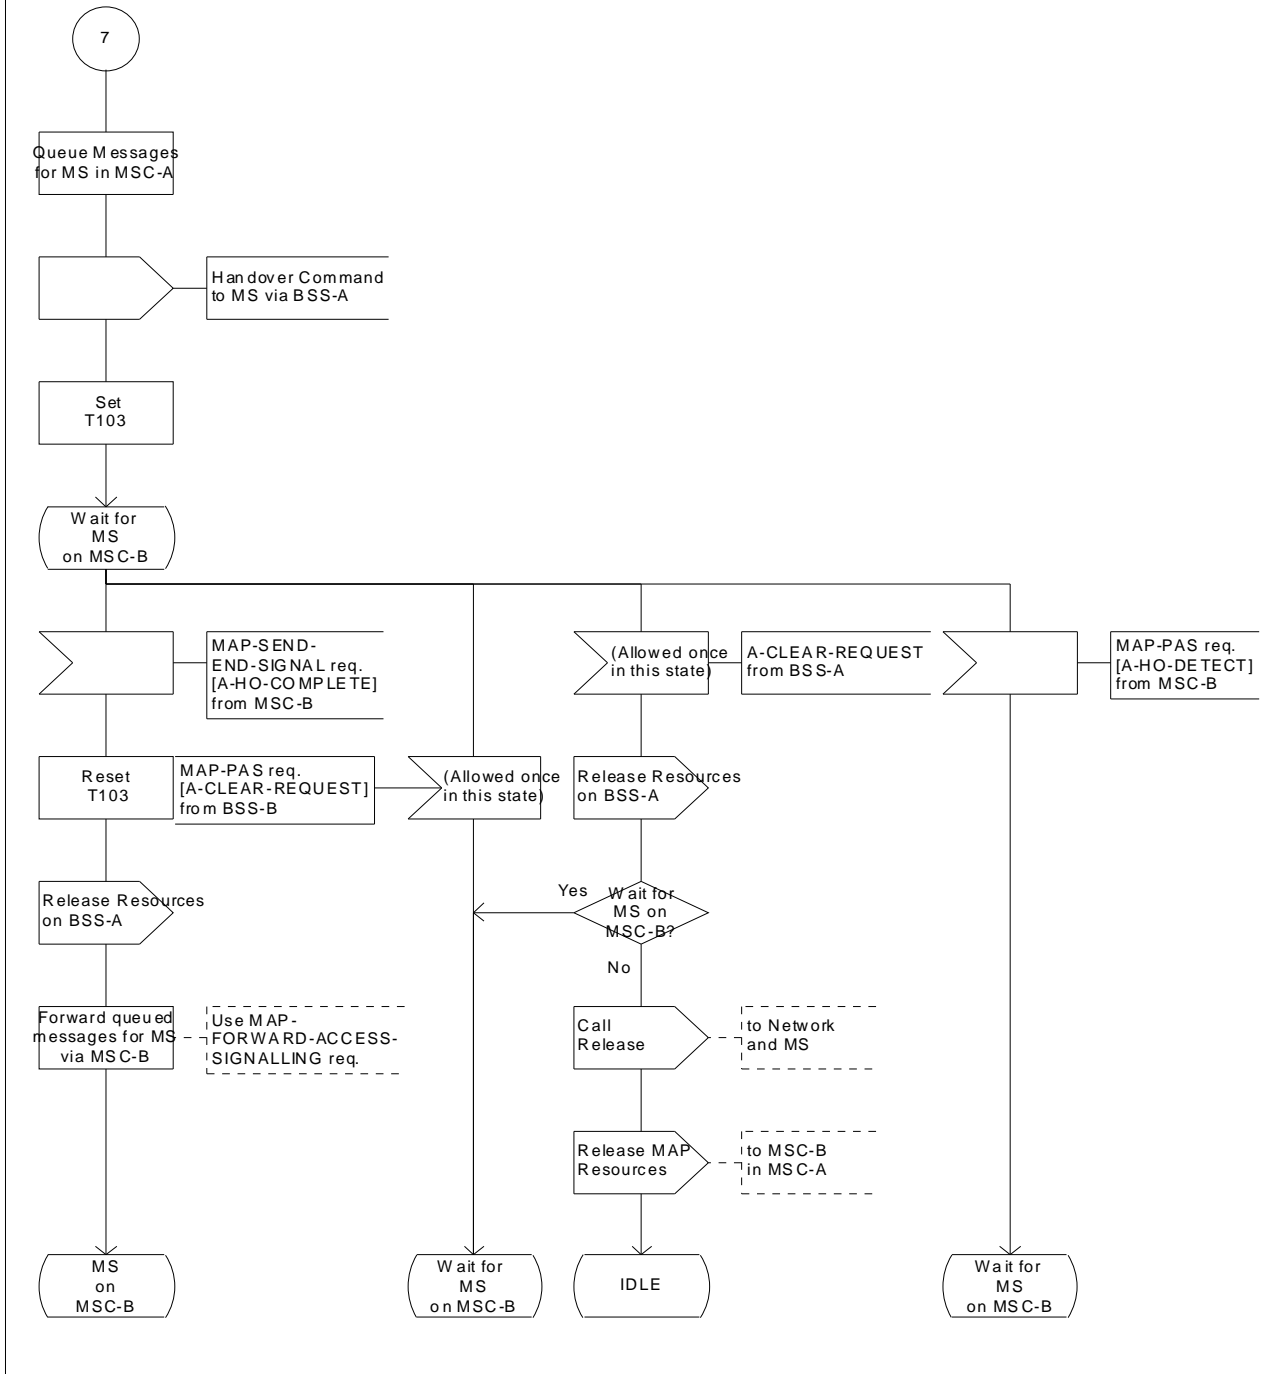 7
Queue Messages
for MS in MSC-A
Handover Command
to MS via BSS-A
Set
T103
Wait for
MS
on MSC-B
MAP-SEND-
END-SIGNAL req.
[A-HO-COMPLETE]
from MSC-B
(Allowed once
in this state)
A-CLEAR-REQUEST
from BSS-A
MAP-PAS req.
[A-HO-DETECT]
from MSC-B
Reset
T103
MAP-PAS req.
[A-CLEAR-REQUEST]
from BSS-B
(Allowed once
in this state)
Release Resources
on BSS-A
Release Resources
on BSS-A
Yes
Wait for
MS on
MSC-B?
No
Forward queued
messages for MS
via MSC-B
Use MAP-
FORWARD-ACCESS-
SIGNALLING req.
Call
Release
to Network
and MS
Release MAP
Resources
to MSC-B
in MSC-A
MS
on
MSC-B
Wait for
MS
on MSC-B
IDLE
Wait for
MS
on MSC-B